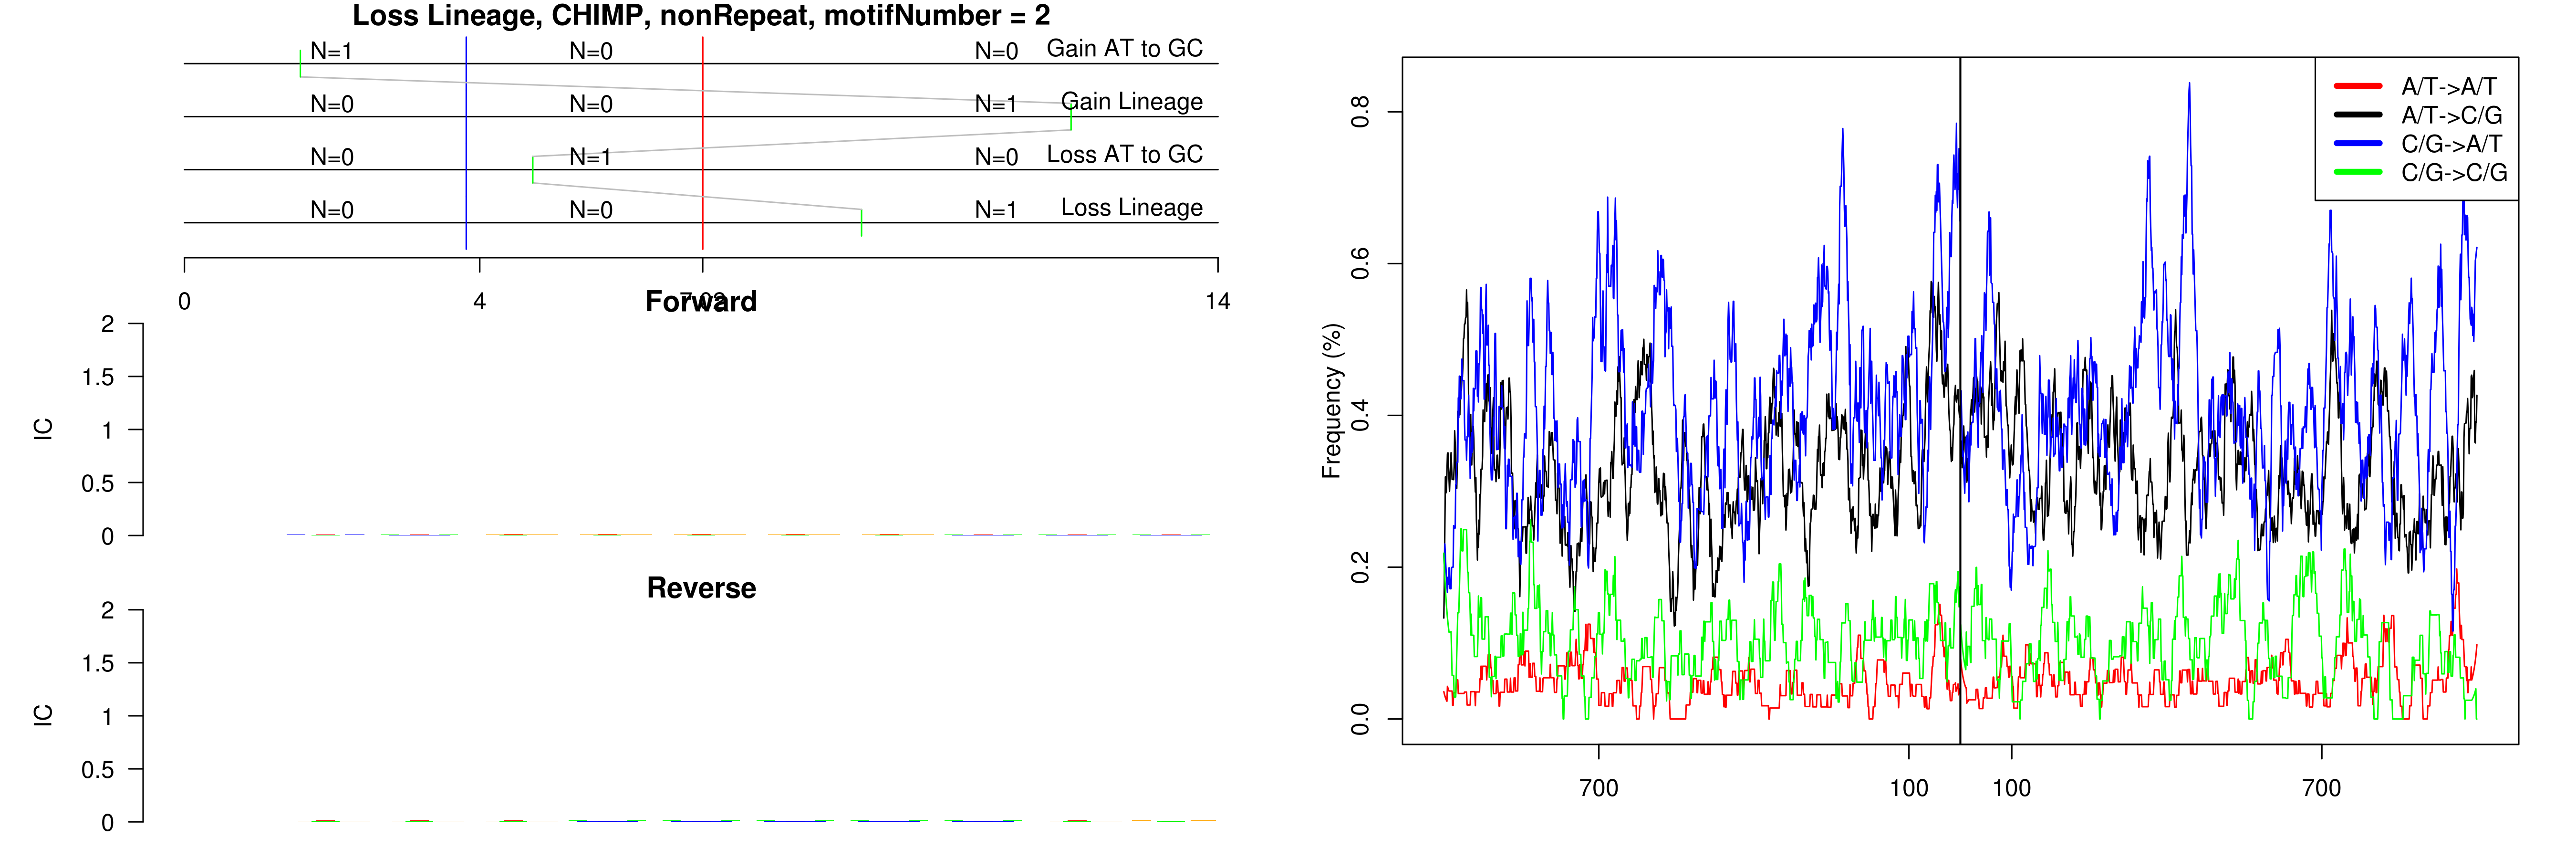 Loss Lineage, CHIMP, nonRepeat, motifNumber = 2
N=1 N=0 N=0 Gain AT to GC
N=0 N=0 N=1 Gain Lineage
N=0 N=1 N=0 Loss AT to GC
N=0 N=0 N=1 Loss Lineage
0 4 14
Forward
2
1.5
1
0.5
0
IC
Reverse
2
1.5
1
0.5
0
IC
A/T->A/T
A/T->C/G
C/G->A/T
C/G->C/G
0.8
0.6
0.4
0.2
0.0
Frequency (%)
700 100 100 700